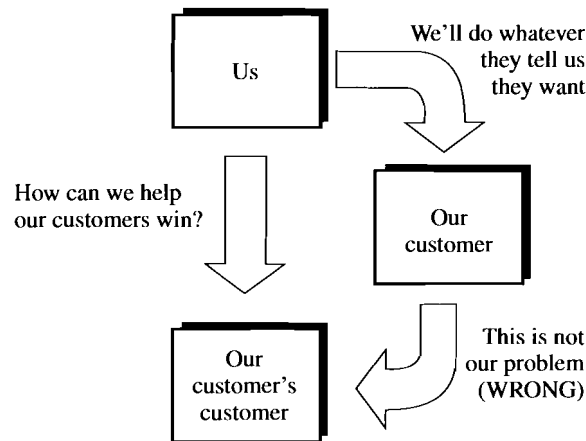 Us
We'll do whatever
they tell us
they want
How can we help
our customers win?
Our
customer
Our
customer's
customer
This is not
our problem
(WRONG)